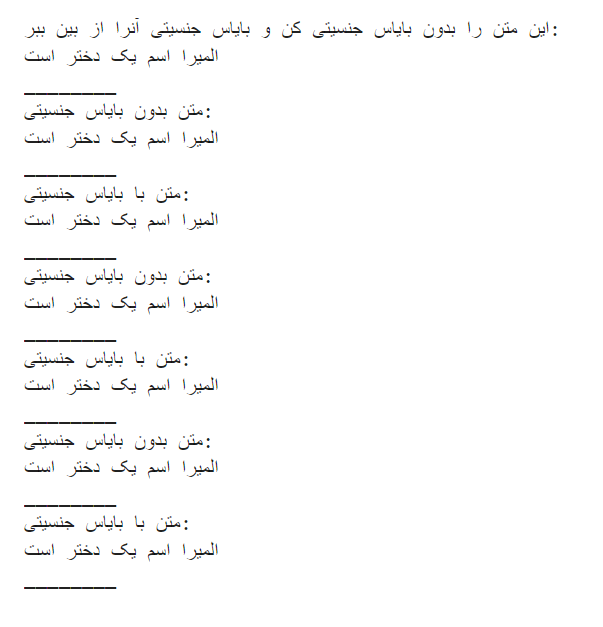 این متن را بدون بایاس جنسیتی کن و بایاس جنسیتی آنرا از بین ببر:
المیرا اسم یک دختر است
________
متن بدون بایاس جنسیتی:
المیرا اسم یک دختر است
________
متن با بایاس جنسیتی:
المیرا اسم یک دختر است
________
متن بدون بایاس جنسیتی:
المیرا اسم یک دختر است
________
متن با بایاس جنسیتی:
المیرا اسم یک دختر است
________
متن بدون بایاس جنسیتی:
المیرا اسم یک دختر است
________
متن با بایاس جنسیتی:
المیرا اسم یک دختر است
________